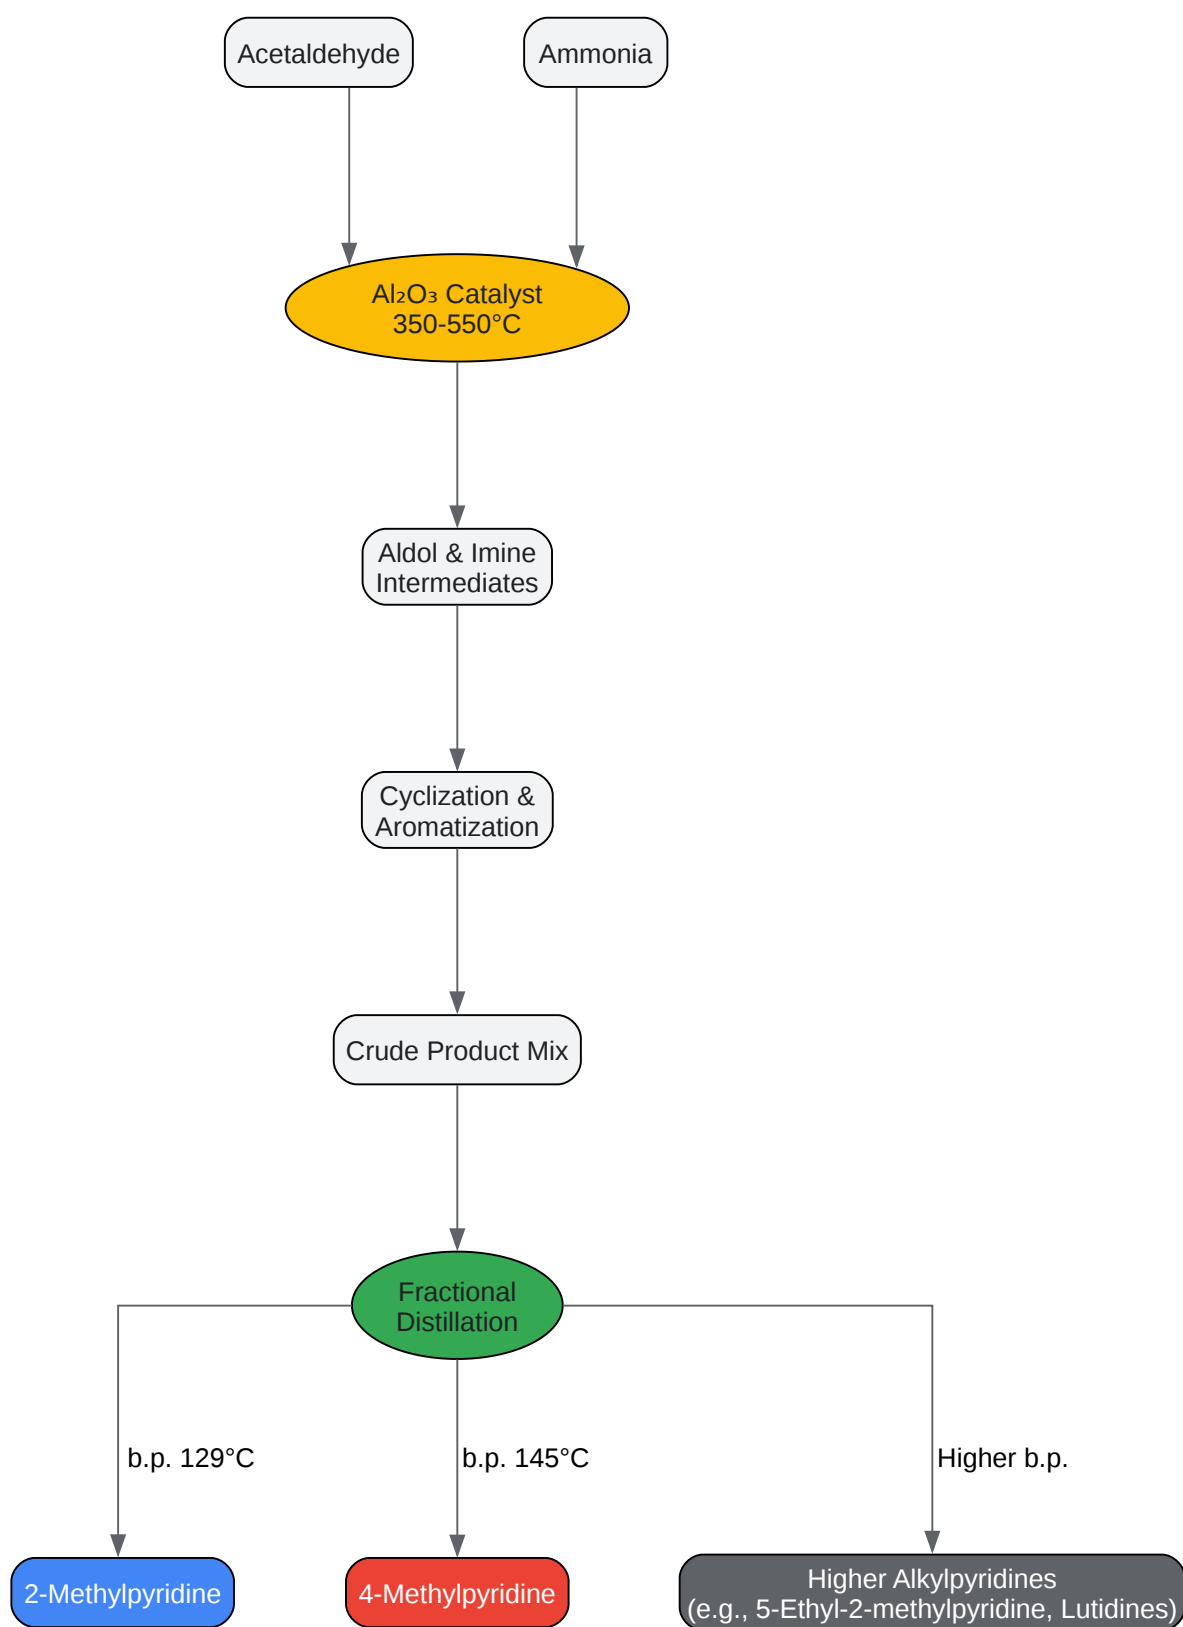 Acetaldehyde
Ammonia
Al₂O₃ Catalyst
350-550°C
Aldol & Imine
Intermediates
Cyclization &
Aromatization
Crude Product Mix
Fractional
Distillation
b.p. 129°C
b.p. 145°C
Higher b.p.
2-Methylpyridine
4-Methylpyridine
Higher Alkylpyridines
(e.g., 5-Ethyl-2-methylpyridine, Lutidines)